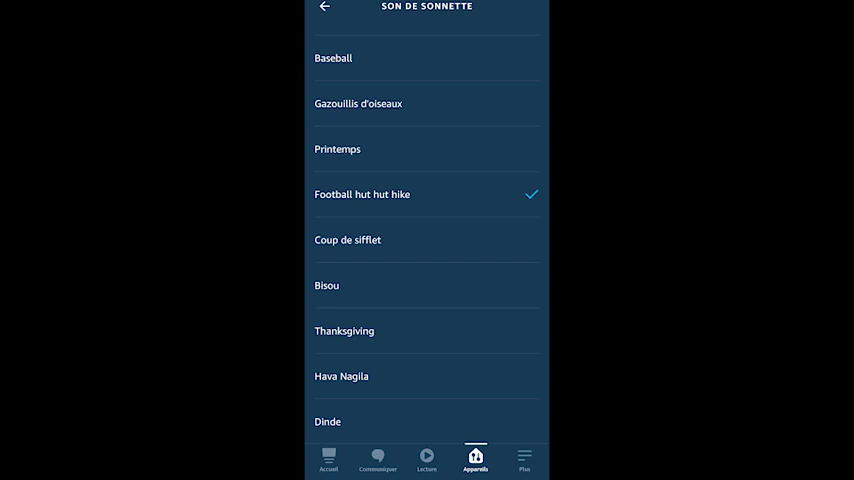 SON DE SONNETTE
Baseball
Gazouillis d'oiseaux
Printemps
Football hut hut hike
Coup de sifflet
Bisou
Thanksgiving
Hava Nagila
Dinde
Accueil Communiquer Lecture Appareils Plus